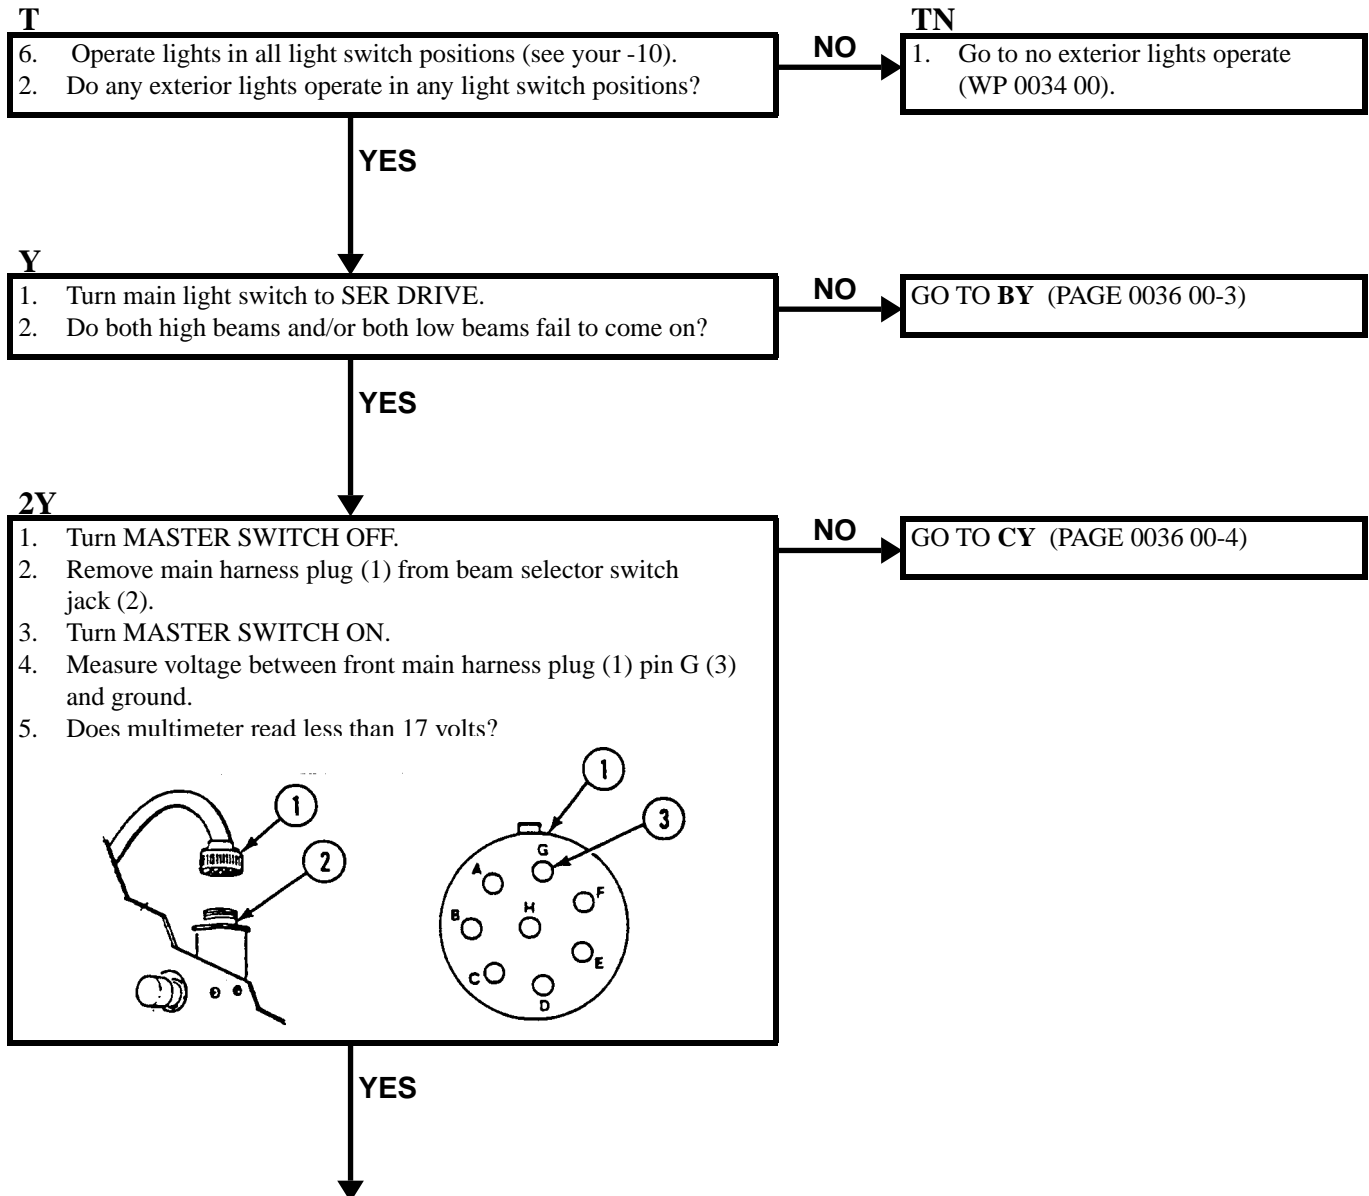 T
6. Operate lights in all light switch positions (see your -10).
2. Do any exterior lights operate in any light switch positions?
NO
TN
1. Go to no exterior lights operate
(WP 0034 00).
YES
Y
1. Turn main light switch to SER DRIVE.
2. Do both high beams and/or both low beams fail to come on?
NO
GO TO BY (PAGE 0036 00-3)
YES
2Y
1. Turn MASTER SWITCH OFF.
2. Remove main harness plug (1) from beam selector switch
jack (2).
3. Turn MASTER SWITCH ON.
4. Measure voltage between front main harness plug (1) pin G (3)
and ground.
5. Does multimeter read less than 17 volts?
NO
GO TO CY (PAGE 0036 00-4)
1
2
1
3
G
A
F
B
H
E
C
D
YES